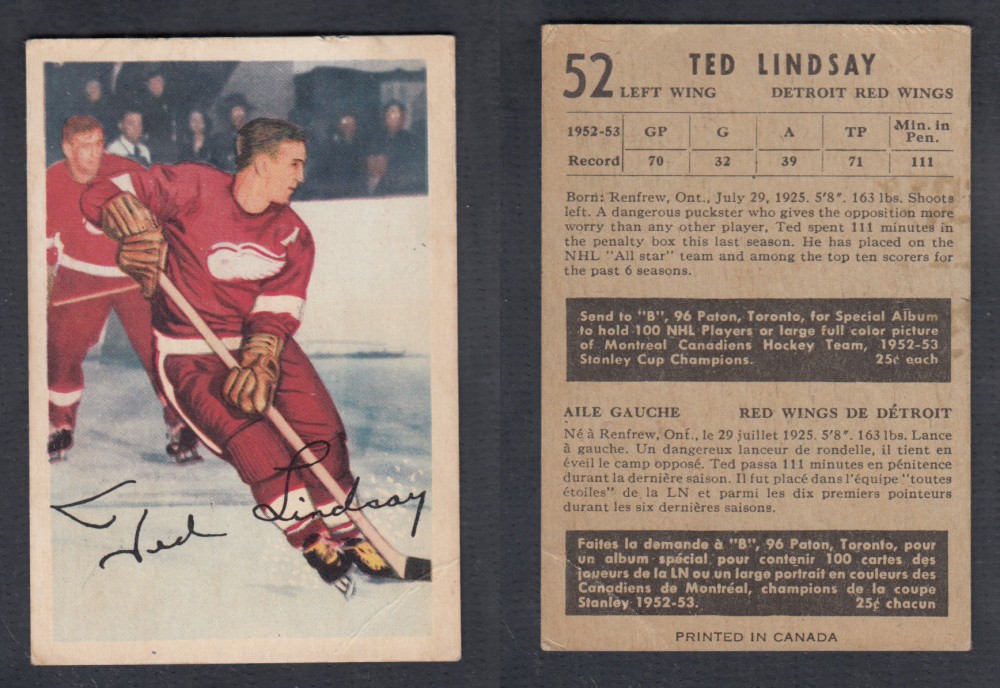 Ted Lindsay
52 TED LINDSAY
LEFT WING DETROIT RED WINGS
1952-53 GP G A TP Min. in Pen.
Record 70 32 39 71 111
Born: Renfrew, Ont., July 29, 1925. 5'8". 163 lbs. Shoots
left. A dangerous puckster who gives the opposition more
worry than any other player, Ted spent 111 minutes in
the penalty box this last season. He has placed on the
NHL "All star" team and among the top ten scorers for
the past 6 seasons.
Send to "B", 96 Paton, Toronto, for Special Album
to hold 100 NHL Players or large full color picture
of Montreal Canadiens Hockey Team, 1952-53
Stanley Cup Champions. 25¢ each
AILE GAUCHE RED WINGS DE DÉTROIT
Né à Renfrew, Ont., le 29 juillet 1925. 5'8". 163 lbs. Lance
à gauche. Un dangereux lanceur de rondelle, il tient en
éveil le camp opposé. Ted passa 111 minutes en pénitence
durant la dernière saison. Il fut placé dans l'équipe "toutes
étoiles" de la LN et parmi les dix premiers pointeurs
durant les six dernières saisons.
Faites la demande à "B", 96 Paton, Toronto, pour
un album spécial pour contenir 100 cartes des
joueurs de la LN ou un large portrait en couleurs des
Canadiens de Montréal, champions de la coupe
Stanley 1952-53. 25¢ chacun
PRINTED IN CANADA